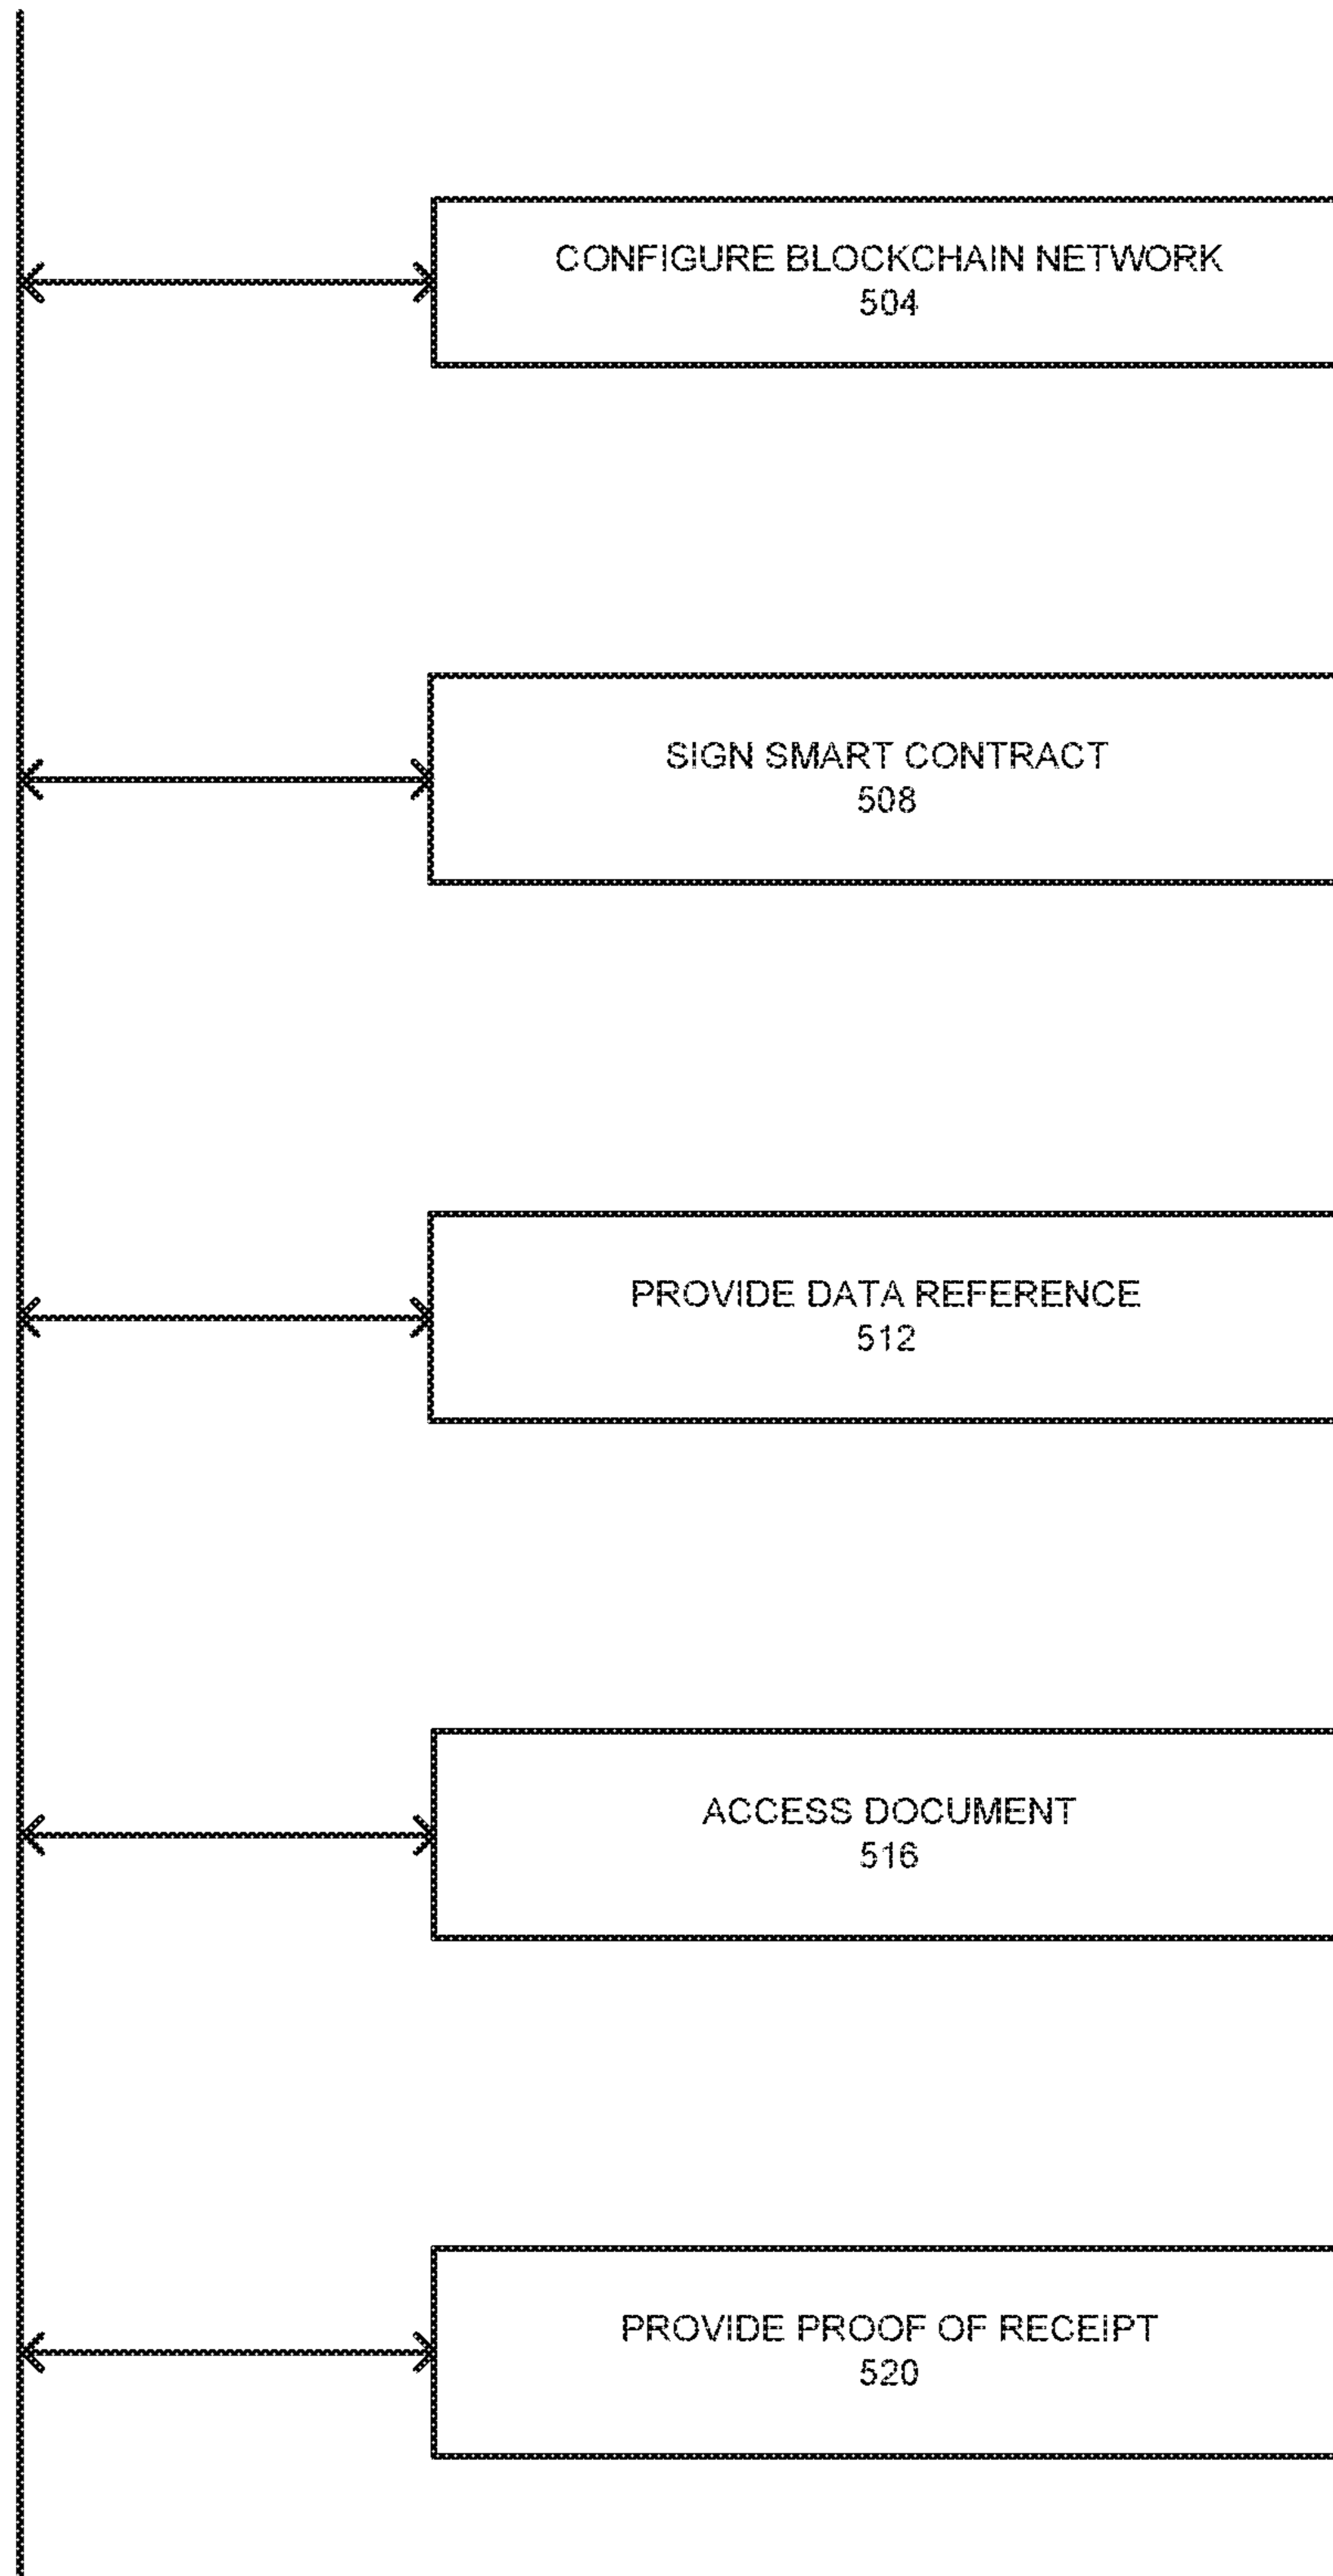 CONFIGURE BLOCKCHAIN NETWORK
504
SIGN SMART CONTRACT
508
PROVIDE DATA REFERENCE
512
ACCESS DOCUMENT
516
PROVIDE PROOF OF RECEIPT
520